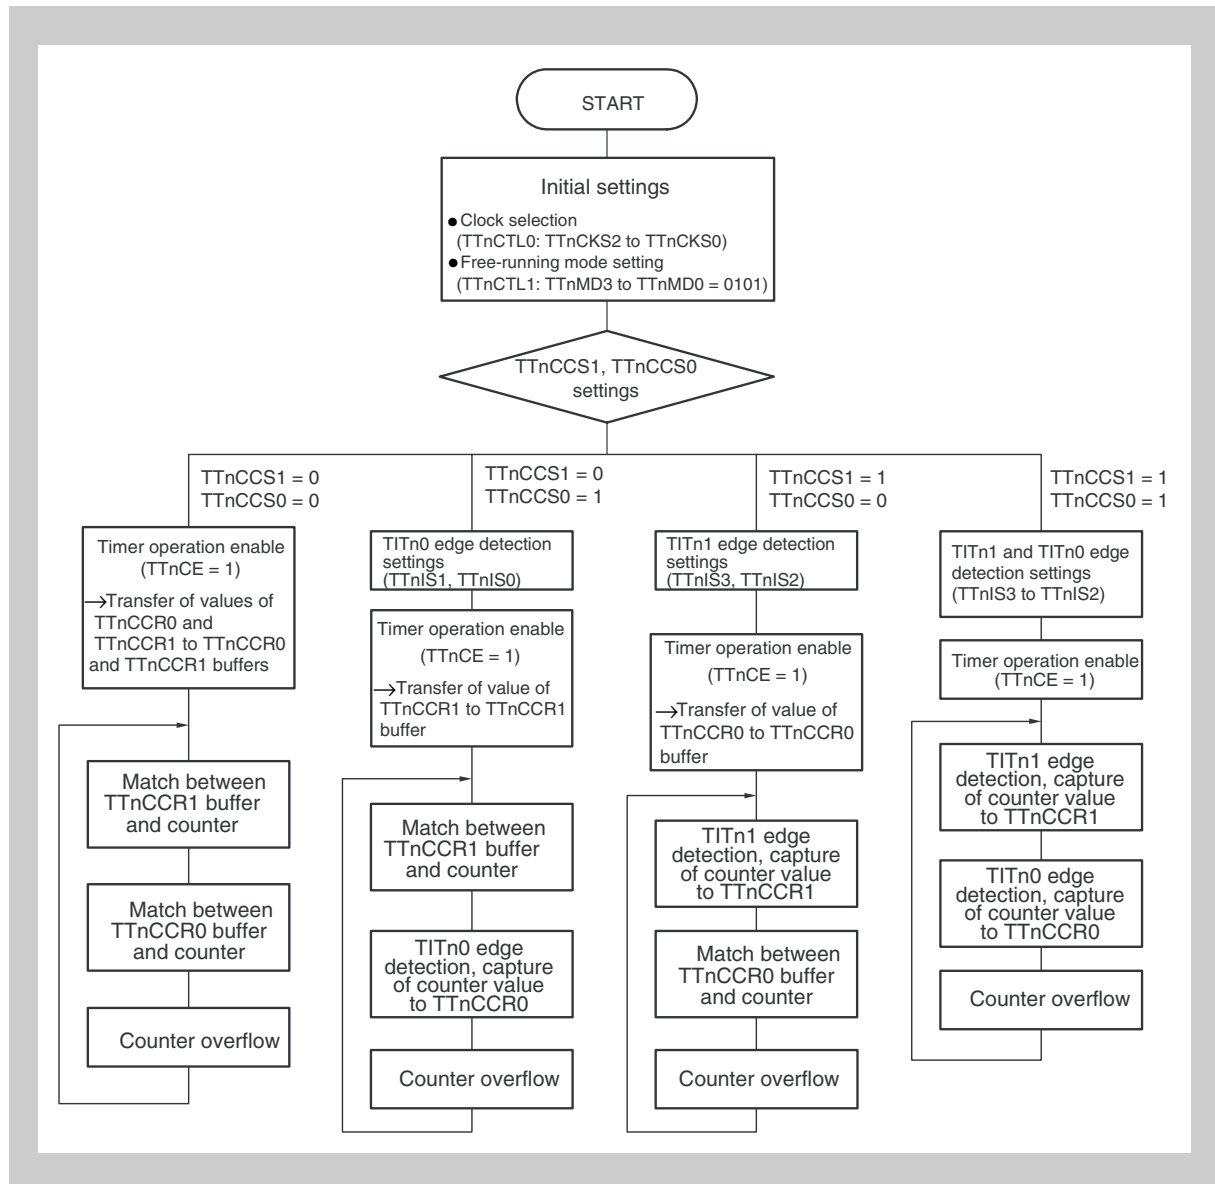 START
Initial settings
● Clock selection
(TTnCTL0: TTnCKS2 to TTnCKS0)
● Free-running mode setting
(TTnCTL1: TTnMD3 to TTnMD0 = 0101)
TTnCCS1, TTnCCS0
settings
TTnCCS1 = 0
TTnCCS0 = 0
Timer operation enable
(TTnCE = 1)
→Transfer of values of
TTnCCR0 and
TTnCCR1 to TTnCCR0
and TTnCCR1 buffers
Match between
TTnCCR1 buffer
and counter
Match between
TTnCCR0 buffer
and counter
Counter overflow
TTnCCS1 = 0
TTnCCS0 = 1
TITn0 edge detection
settings
(TTnIS1, TTnIS0)
Timer operation enable
(TTnCE = 1)
→Transfer of value of
TTnCCR1 to TTnCCR1
buffer
Match between
TTnCCR1 buffer
and counter
TITn0 edge
detection, capture
of counter value
to TTnCCR0
Counter overflow
TTnCCS1 = 1
TTnCCS0 = 0
TITn1 edge detection
settings
(TTnIS3, TTnIS2)
Timer operation enable
(TTnCE = 1)
→Transfer of value of
TTnCCR0 to TTnCCR0
buffer
TITn1 edge
detection, capture
of counter value
to TTnCCR1
Match between
TTnCCR0 buffer
and counter
Counter overflow
TTnCCS1 = 1
TTnCCS0 = 1
TITn1 and TITn0 edge
detection settings
(TTnIS3 to TTnIS2)
Timer operation enable
(TTnCE = 1)
TITn1 edge
detection, capture
of counter value
to TTnCCR1
TITn0 edge
detection, capture
of counter value
to TTnCCR0
Counter overflow